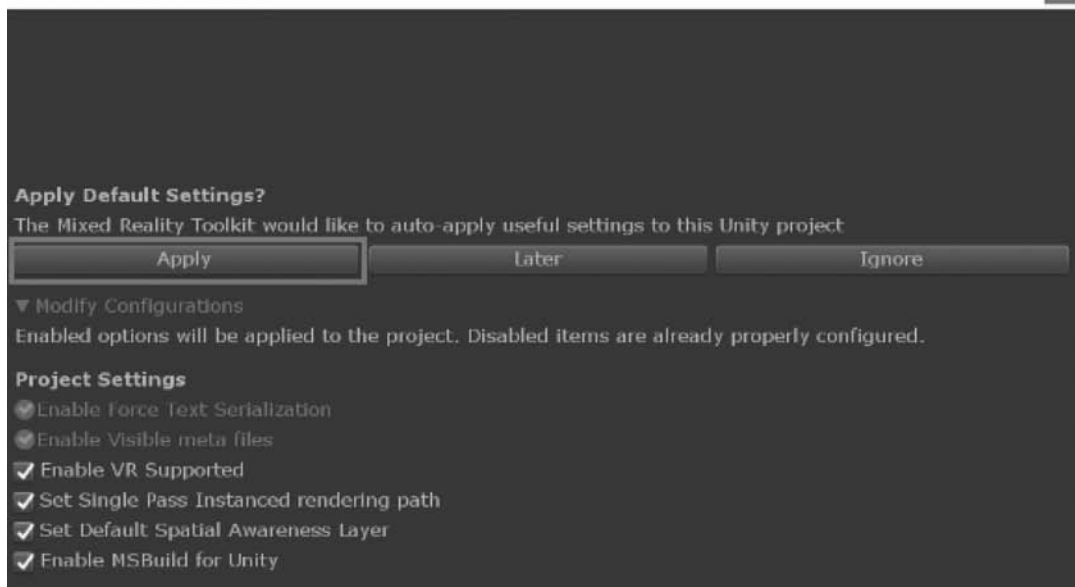 Apply Default Settings?
The Mixed Reality Toolkit would like to auto-apply useful settings to this Unity project
Apply Later Ignore
Modify Configurations
Enabled options will be applied to the project. Disabled items are already properly configured.
Project Settings
Enable Force Text Serialization
Enable Visible meta files
Enable VR Supported
Set Single Pass Instanced rendering path
Set Default Spatial Awareness Layer
Enable MSBuild for Unity